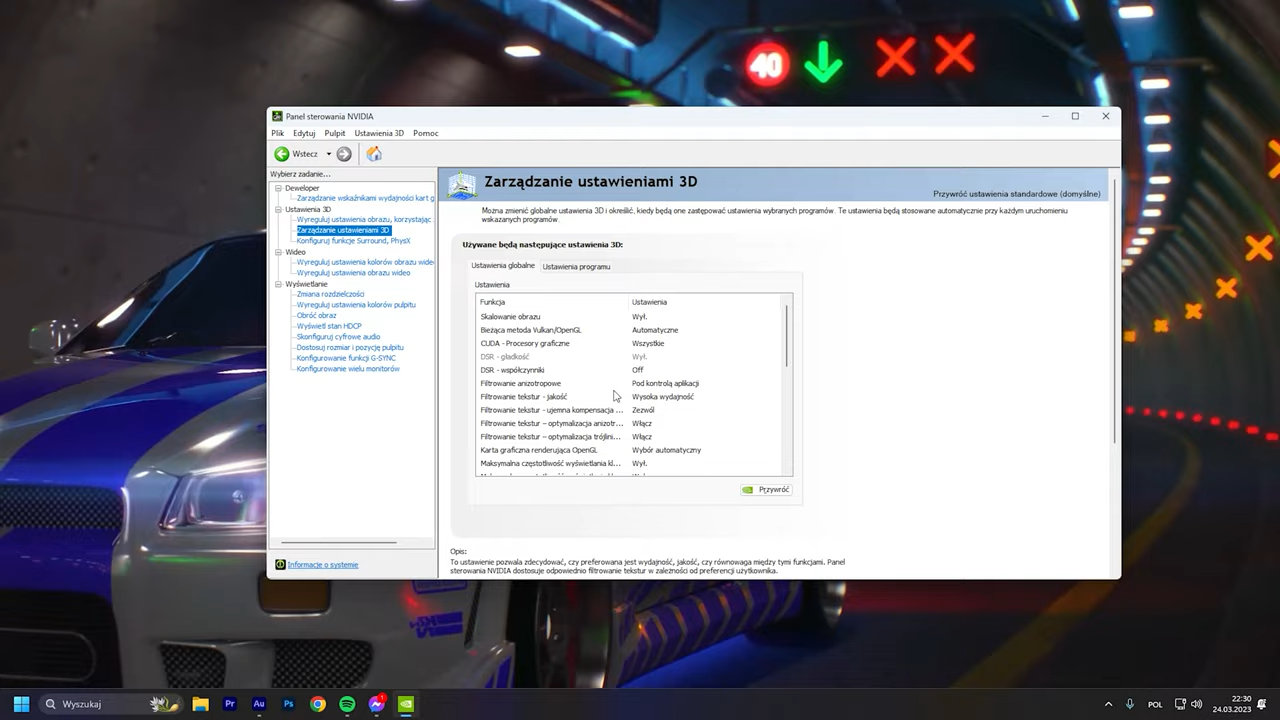 40
Panel sterowania NVIDIA
Plik Edytuj Pulpit Ustawienia 3D Pomoc
Wstecz
Wybierz zadanie...
Deweloper
Zarządzanie wskaźnikami wydajności kart g
Ustawienia 3D
Wyreguluj ustawienia obrazu, korzystając
Zarządzanie ustawieniami 3D
Konfiguruj funkcje Surround, PhysX
Wideo
Wyreguluj ustawienia kolorów obrazu wide
Wyreguluj ustawienia obrazu wideo
Wyświetlanie
Zmiana rozdzielczości
Wyreguluj ustawienia kolorów pulpitu
Obróć obraz
Wyświetl stan HDCP
Skonfiguruj cyfrowe audio
Dostosuj rozmiar i pozycję pulpitu
Konfigurowanie funkcji G-SYNC
Konfigurowanie wielu monitorów
Informacje o systemie
Zarządzanie ustawieniami 3D
Przywróć ustawienia standardowe (domyślne)
Można zmienić globalne ustawienia 3D i określić, kiedy będą one zastępować ustawienia wybranych programów. Te ustawienia będą stosowane automatycznie przy każdym uruchomieniu
wskazanych programów.
Używane będą następujące ustawienia 3D:
Ustawienia globalne Ustawienia programu
Ustawienia
Funkcja Ustawienia
Skalowanie obrazu Wył.
Bieżąca metoda Vulkan/OpenGL Automatyczne
CUDA - Procesory graficzne Wszystkie
DSR - gładkość Wył.
DSR - współczynniki Off
Filtrowanie anizotropowe Pod kontrolą aplikacji
Filtrowanie tekstur - jakość Wysoka wydajność
Filtrowanie tekstur - ujemna kompensacja ... Zezwól
Filtrowanie tekstur – optymalizacja anizotr... Włącz
Filtrowanie tekstur – optymalizacja trójlini... Włącz
Karta graficzna renderująca OpenGL Wybór automatyczny
Maksymalna częstotliwość wyświetlania kl... Wył.
Przywróć
Opis:
To ustawienie pozwala zdecydować, czy preferowana jest wydajność, jakość, czy równowaga między tymi funkcjami. Panel
sterowania NVIDIA dostosuje odpowiednio filtrowanie tekstur w zależności od preferencji użytkownika.
Wyszukaj
Pr Au Ps 1
POL
22:30
24.03.2023